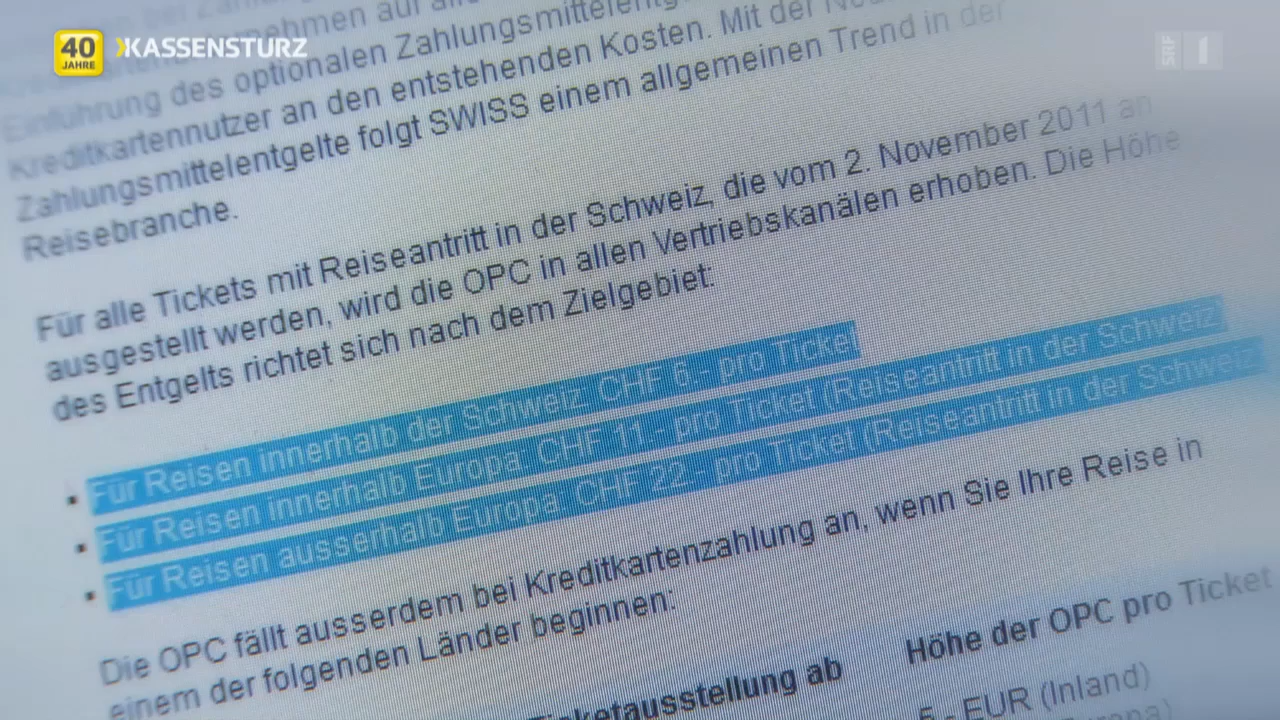 40
JAHRE
KASSENSTURZ
SRF 1
nehmen auf
Einführung des optionalen Zahlungsmittelentg
Kreditkartennutzer an den entstehenden Kosten. Mit der
Zahlungsmittelentgelte folgt SWISS einem allgemeinen Trend in der
Reisebranche.
Für alle Tickets mit Reiseantritt in der Schweiz, die vom 2. November 2011 an
ausgestellt werden, wird die OPC in allen Vertriebskanälen erhoben. Die Höhe
des Entgelts richtet sich nach dem Zielgebiet:
• Für Reisen innerhalb der Schweiz: CHF 6.- pro Ticket
• Für Reisen innerhalb Europa: CHF 11.- pro Ticket (Reiseantritt in der Schweiz)
• Für Reisen ausserhalb Europa: CHF 22.- pro Ticket (Reiseantritt in der Schweiz)
Die OPC fällt ausserdem bei Kreditkartenzahlung an, wenn Sie Ihre Reise in
einem der folgenden Länder beginnen:
Ticketausstellung ab
Höhe der OPC pro Ticket
5.- EUR (Inland)